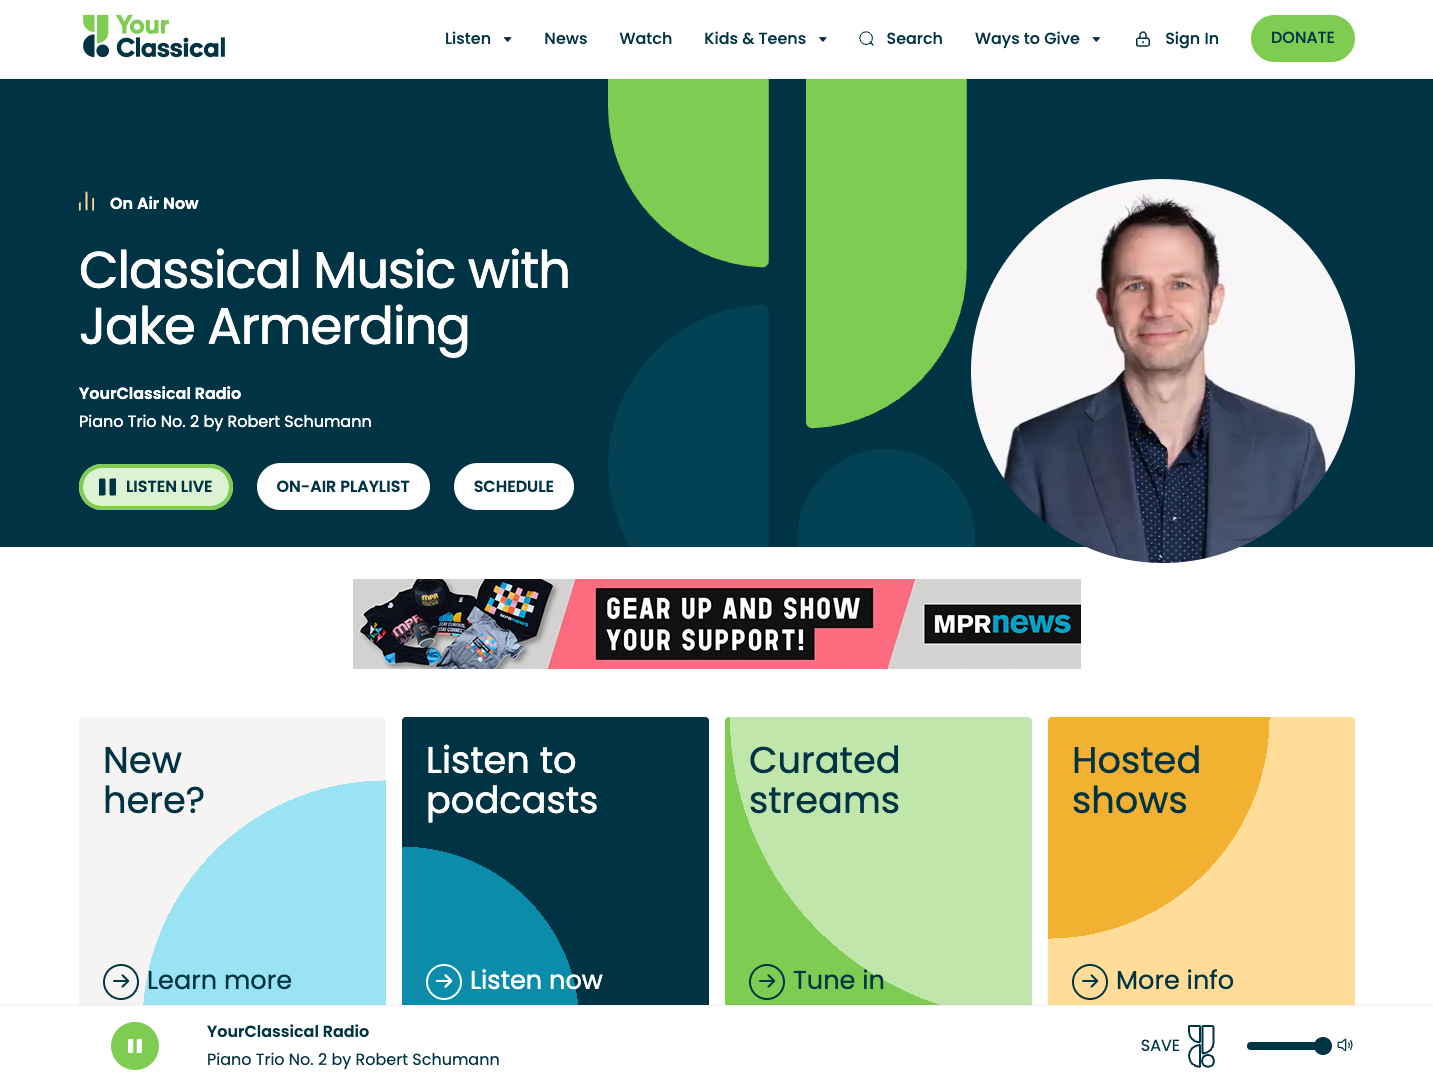 Your
Classical
Listen
News
Watch
Kids & Teens
Search
Ways to Give
Sign In
DONATE
On Air Now
Classical Music with
Jake Armerding
YourClassical Radio
Piano Trio No. 2 by Robert Schumann
LISTEN LIVE
ON-AIR PLAYLIST
SCHEDULE
GEAR UP AND SHOW
YOUR SUPPORT!
MPRnews
New
here?
Learn more
Listen to
podcasts
Listen now
Curated
streams
Tune in
Hosted
shows
More info
YourClassical Radio
Piano Trio No. 2 by Robert Schumann
SAVE